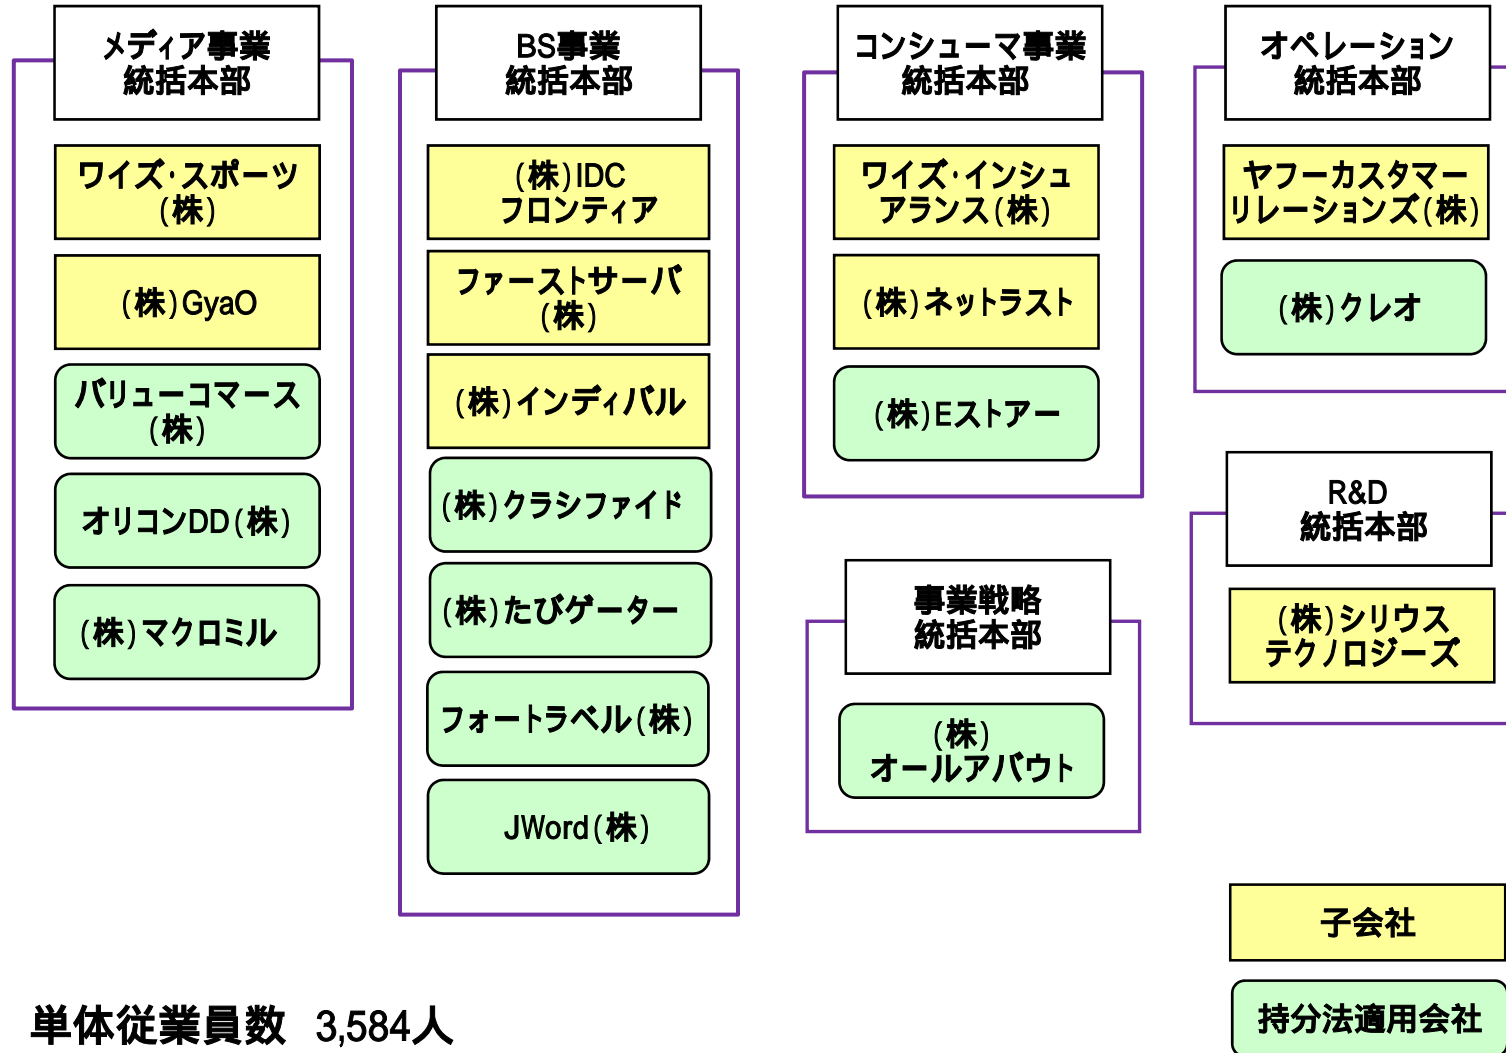 メディア事業
統括本部
ワイズ・スポーツ
(株)
(株)GyaO
バリューコマース
(株)
オリコンDD(株)
(株)マクロミル
BS事業
統括本部
(株)IDC
フロンティア
ファーストサーバ
(株)
(株)インディバル
(株)クラシファイド
(株)たびゲーター
フォートラベル(株)
JWord(株)
コンシューマ事業
統括本部
ワイズ・インシュ
アランス(株)
(株)ネットラスト
(株)Eストアー
事業戦略
統括本部
(株)
オールアバウト
オペレーション
統括本部
ヤフーカスタマー
リレーションズ(株)
(株)クレオ
R&D
統括本部
(株)シリウス
テクノロジーズ
子会社
持分法適用会社
単体従業員数 3,584人